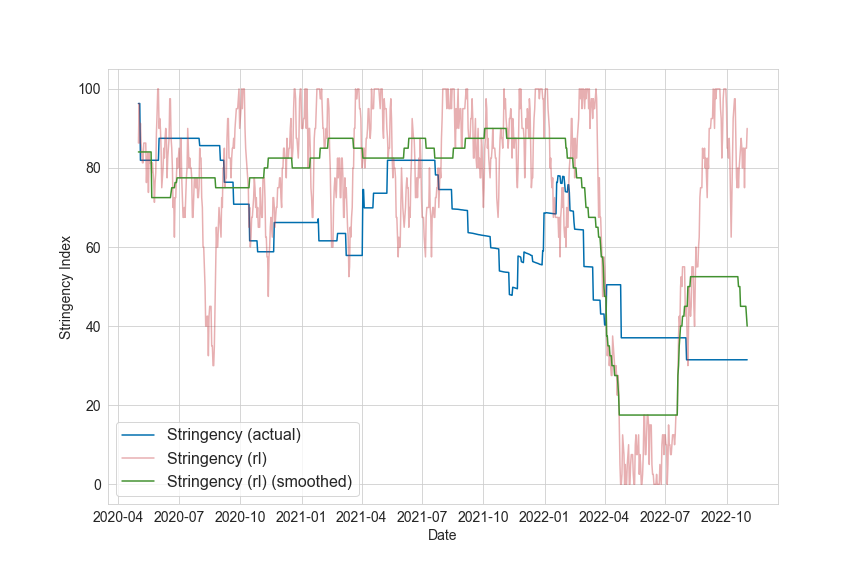 100
80
60
40
20
0
Stringency Index
Stringency (actual)
Stringency (rl)
Stringency (rl) (smoothed)
2020-04 2020-07 2020-10 2021-01 2021-04 2021-07 2021-10 2022-01 2022-04 2022-07 2022-10
Date